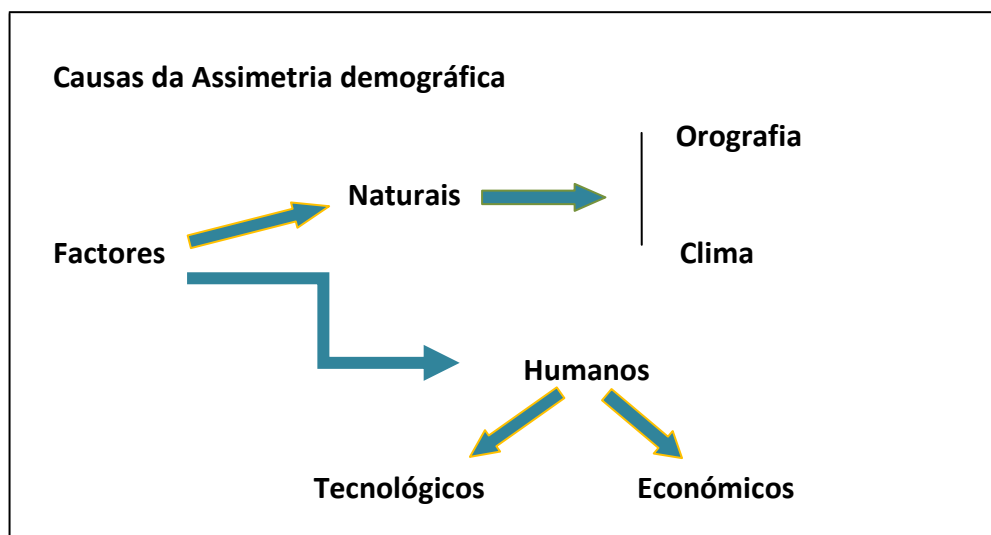 Causas da Assimetria demográfica
Orografia
Naturais
Factores
Clima
Humanos
Tecnológicos
Económicos